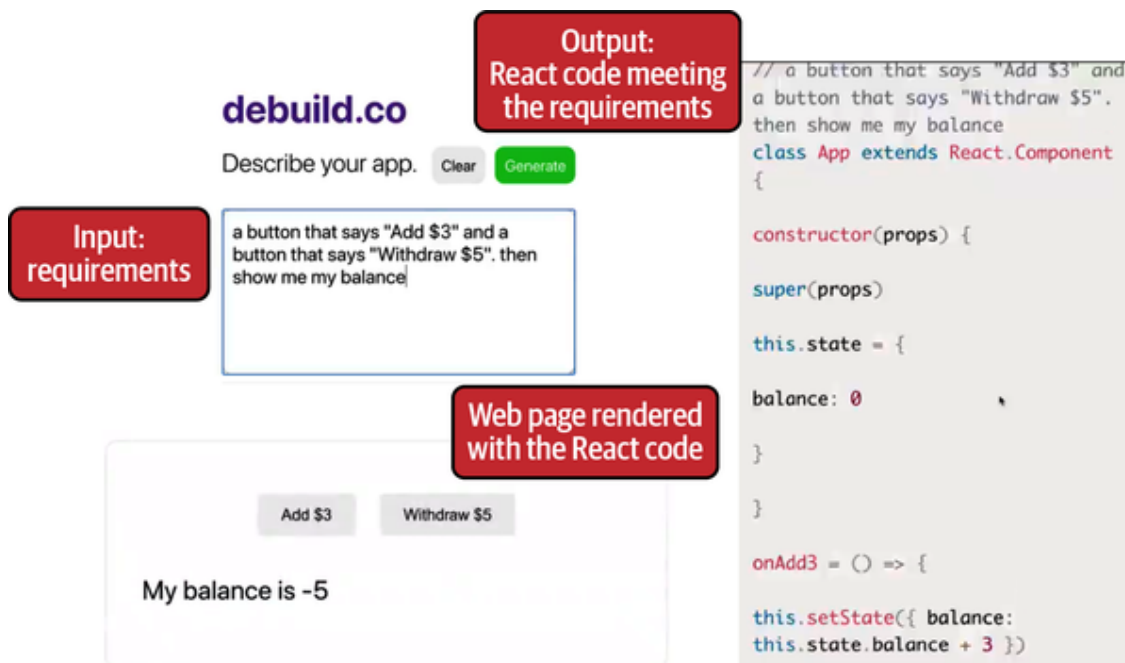 Output:
React code meeting
the requirements
debuild.co
Describe your app.
Clear
Generate
Input:
requirements
a button that says "Add $3" and a
button that says "Withdraw $5". then
show me my balance
Web page rendered
with the React code
Add $3
Withdraw $5
My balance is -5
// a button that says "Add $3" and
a button that says "Withdraw $5".
then show me my balance
class App extends React.Component
{
constructor(props) {
super(props)
this.state = {
balance: 0
}
}
onAdd3 = () => {
this.setState({ balance:
this.state.balance + 3 })